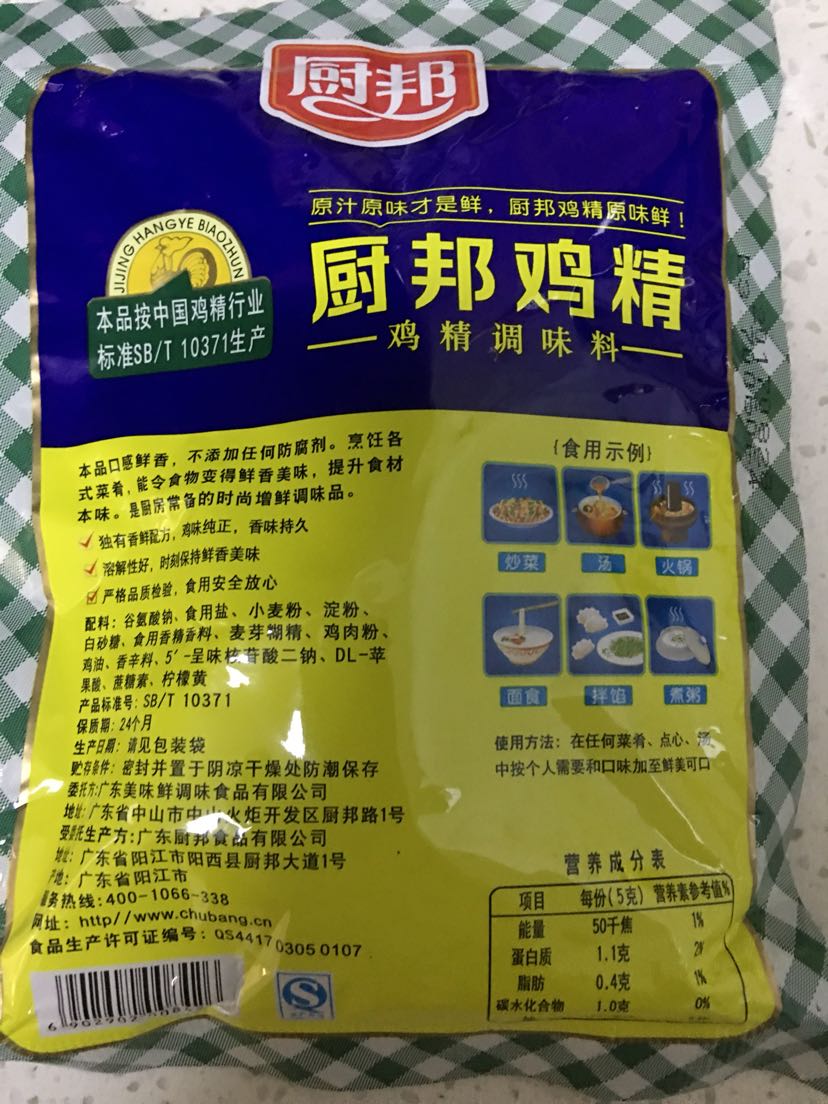 厨邦
原汁原味才是鲜，厨邦鸡精原味鲜！
厨邦鸡精
鸡精调味料
JIJING HANGYE BIAOZHUN
本品按中国鸡精行业
标准SB/T 10371生产
本品口感鲜香，不添加任何防腐剂。烹饪各
式菜肴，能令食物变得鲜香美味，提升食材
本味。是厨房常备的时尚增鲜调味品。
独有香鲜配方，鸡味纯正，香味持久
溶解性好，时刻保持鲜香美味
严格品质检验，食用安全放心
配料：谷氨酸钠、食用盐、小麦粉、淀粉、
白砂糖、食用香精香料、麦芽糊精、鸡肉粉、
鸡油、香辛料、5′-呈味核苷酸二钠、DL-苹
果酸、蔗糖素、柠檬黄
产品标准号：SB/T 10371
保质期：24个月
生产日期：请见包装袋
贮存条件：密封并置于阴凉干燥处防潮保存
委托方：广东美味鲜调味食品有限公司
地址：广东省中山市中山火炬开发区厨邦路1号
受委托生产方：广东厨邦食品有限公司
地址：广东省阳江市阳西县厨邦大道1号
产地：广东省阳江市
服务热线：400-1066-338
网址：http//www.chubang.cn
食品生产许可证编号：QS4417 0305 0107
{食用示例}
炒菜 汤 火锅
面食 拌馅 煮粥
使用方法：在任何菜肴、点心、汤
中按个人需要和口味加至鲜美可口
营养成分表
项目 每份(5克) 营养素参考值%
能量 50千焦 1%
蛋白质 1.1克 2%
脂肪 0.4克 1%
碳水化合物 1.0克 0%